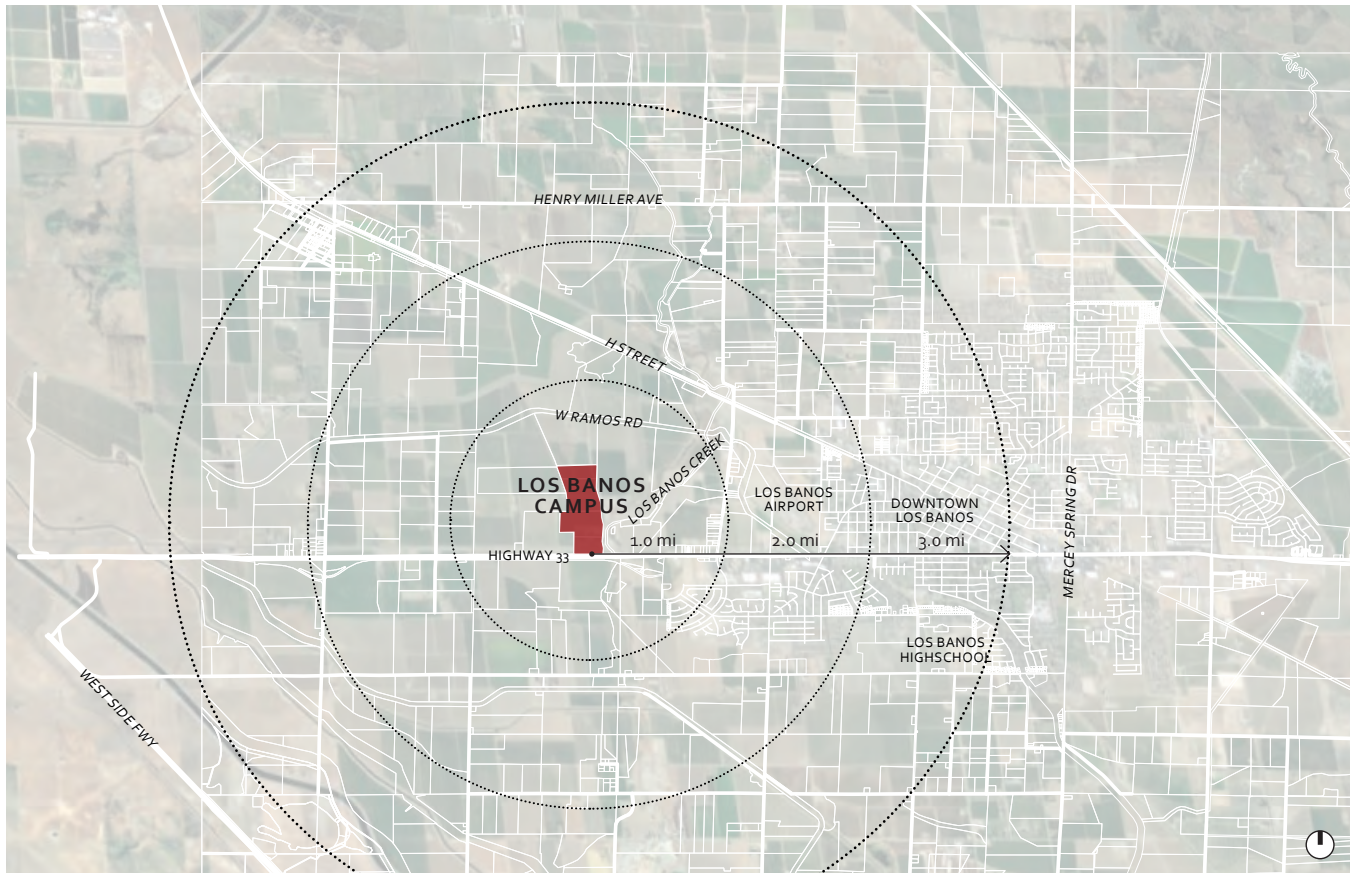 HENRY MILLER AVE
H STREET
W RAMOS RD
LOS BANOS
CAMPUS
LOS BANOS CREEK
LOS BANOS
AIRPORT
DOWNTOWN
LOS BANOS
MERCEY SPRING DR
1.0 mi
2.0 mi
3.0 mi
HIGHWAY 33
LOS BANOS
HIGHSCHOOL
WEST SIDE FWY